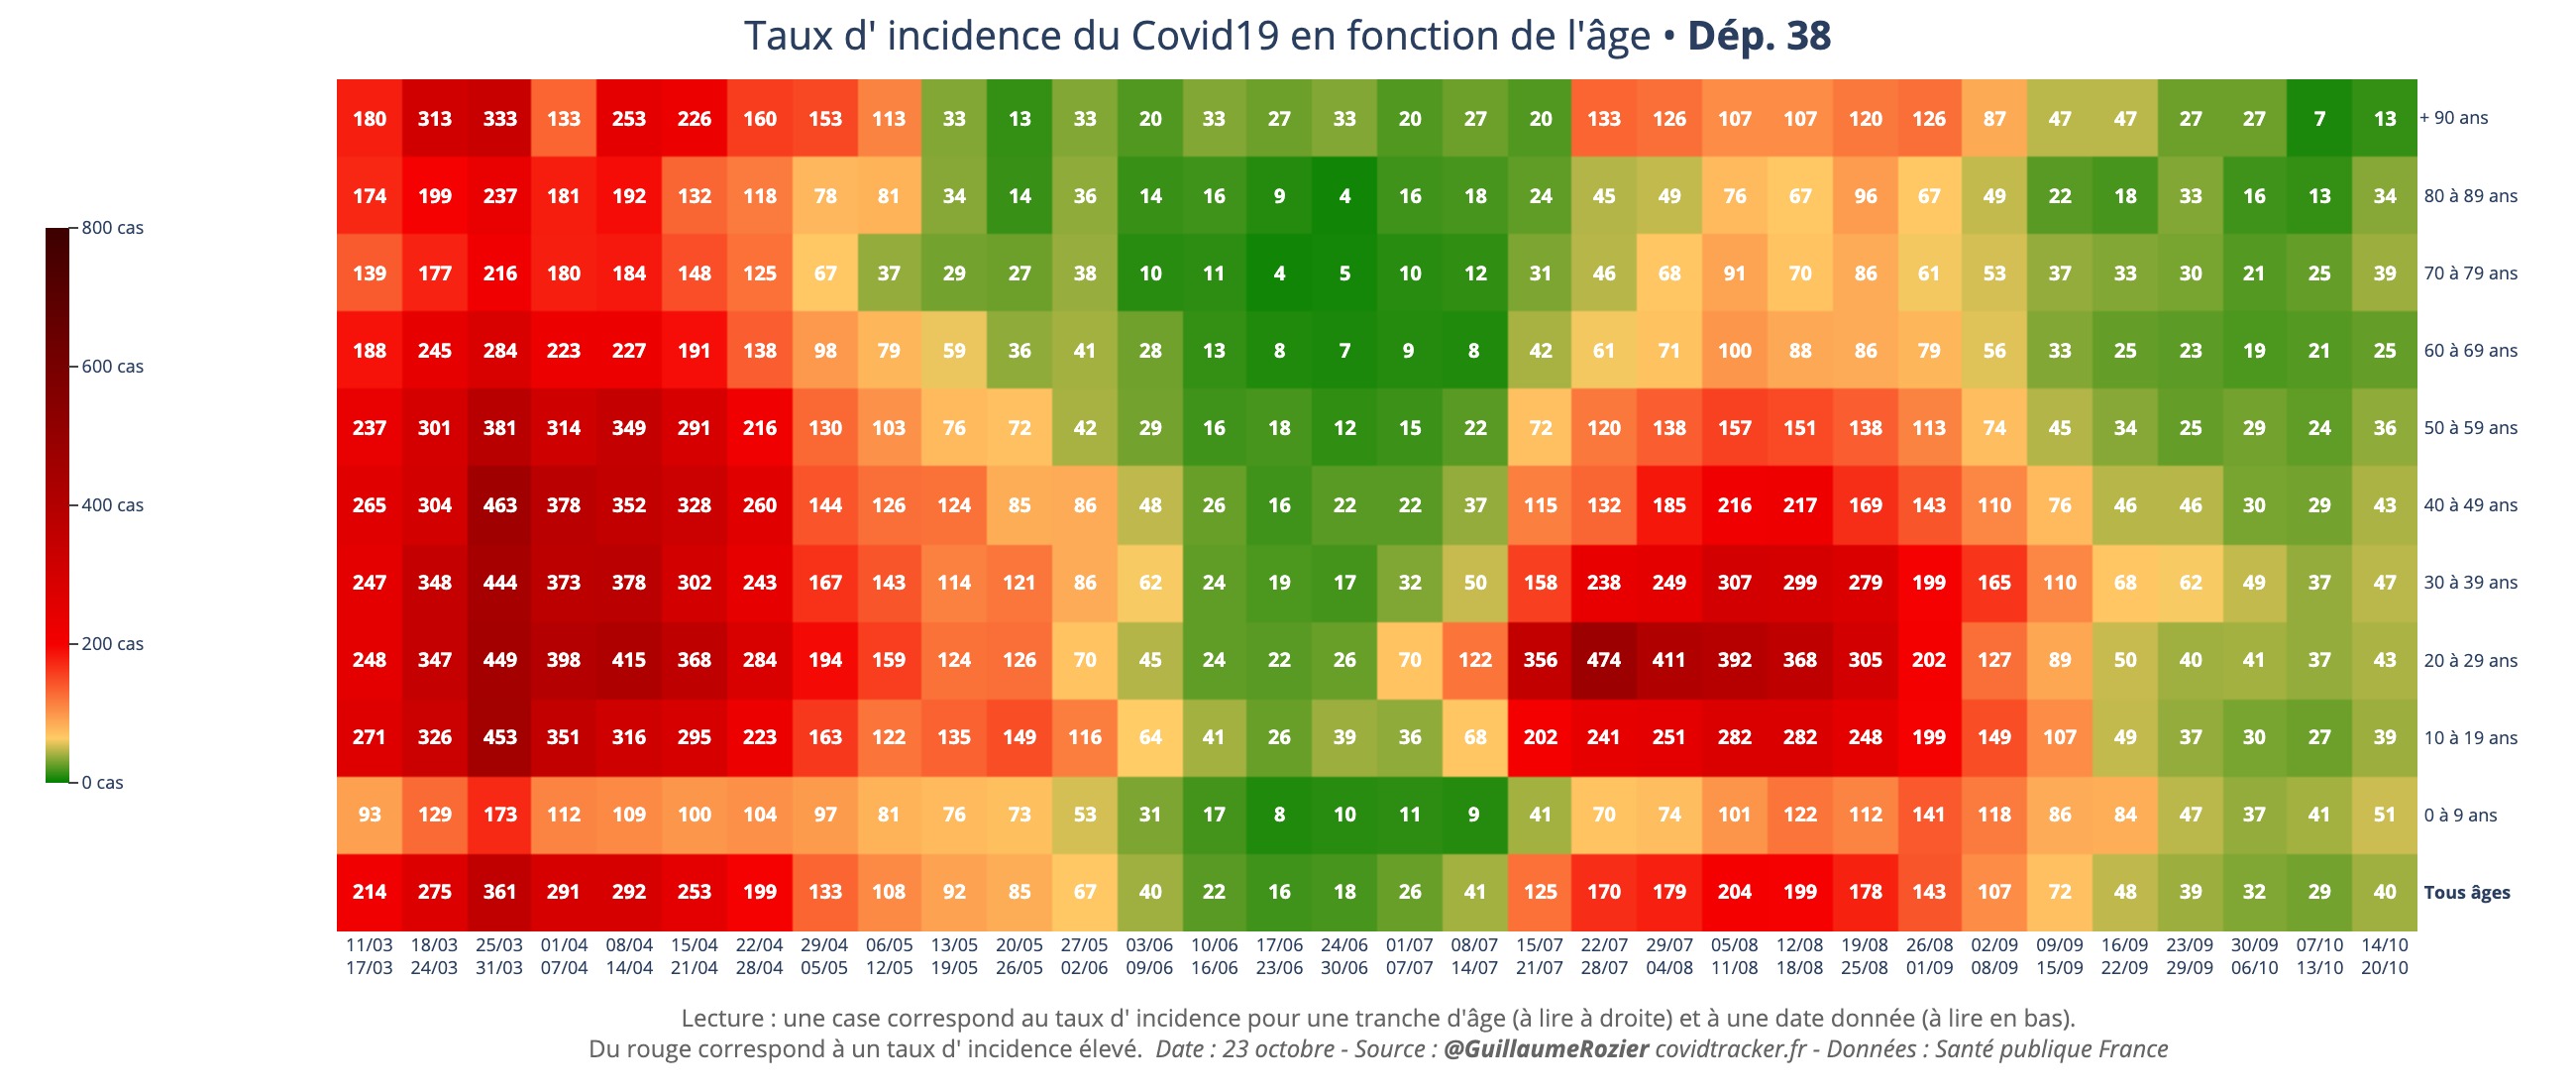 Taux d' incidence du Covid19 en fonction de l'âge • Dép. 38
800 cas
600 cas
400 cas
200 cas
0 cas
180 313 333 133 253 226 160 153 113 33 13 33 20 33 27 33 20 27 20 133 126 107 107 120 126 87 47 47 27 27 7 13 + 90 ans
174 199 237 181 192 132 118 78 81 34 14 36 14 16 9 4 16 18 24 45 49 76 67 96 67 49 22 18 33 16 13 34 80 à 89 ans
139 177 216 180 184 148 125 67 37 29 27 38 10 11 4 5 10 12 31 46 68 91 70 86 61 53 37 33 30 21 25 39 70 à 79 ans
188 245 284 223 227 191 138 98 79 59 36 41 28 13 8 7 9 8 42 61 71 100 88 86 79 56 33 25 23 19 21 25 60 à 69 ans
237 301 381 314 349 291 216 130 103 76 72 42 29 16 18 12 15 22 72 120 138 157 151 138 113 74 45 34 25 29 24 36 50 à 59 ans
265 304 463 378 352 328 260 144 126 124 85 86 48 26 16 22 22 37 115 132 185 216 217 169 143 110 76 46 46 30 29 43 40 à 49 ans
247 348 444 373 378 302 243 167 143 114 121 86 62 24 19 17 32 50 158 238 249 307 299 279 199 165 110 68 62 49 37 47 30 à 39 ans
248 347 449 398 415 368 284 194 159 124 126 70 45 24 22 26 70 122 356 474 411 392 368 305 202 127 89 50 40 41 37 43 20 à 29 ans
271 326 453 351 316 295 223 163 122 135 149 116 64 41 26 39 36 68 202 241 251 282 282 248 199 149 107 49 37 30 27 39 10 à 19 ans
93 129 173 112 109 100 104 97 81 76 73 53 31 17 8 10 11 9 41 70 74 101 122 112 141 118 86 84 47 37 41 51 0 à 9 ans
214 275 361 291 292 253 199 133 108 92 85 67 40 22 16 18 26 41 125 170 179 204 199 178 143 107 72 48 39 32 29 40 Tous âges
11/03 18/03 25/03 01/04 08/04 15/04 22/04 29/04 06/05 13/05 20/05 27/05 03/06 10/06 17/06 24/06 01/07 08/07 15/07 22/07 29/07 05/08 12/08 19/08 26/08 02/09 09/09 16/09 23/09 30/09 07/10 14/10
17/03 24/03 31/03 07/04 14/04 21/04 28/04 05/05 12/05 19/05 26/05 02/06 09/06 16/06 23/06 30/06 07/07 14/07 21/07 28/07 04/08 11/08 18/08 25/08 01/09 08/09 15/09 22/09 29/09 06/10 13/10 20/10
Lecture : une case correspond au taux d' incidence pour une tranche d'âge (à lire à droite) et à une date donnée (à lire en bas).
Du rouge correspond à un taux d' incidence élevé. Date : 23 octobre - Source : @GuillaumeRozier covidtracker.fr - Données : Santé publique France